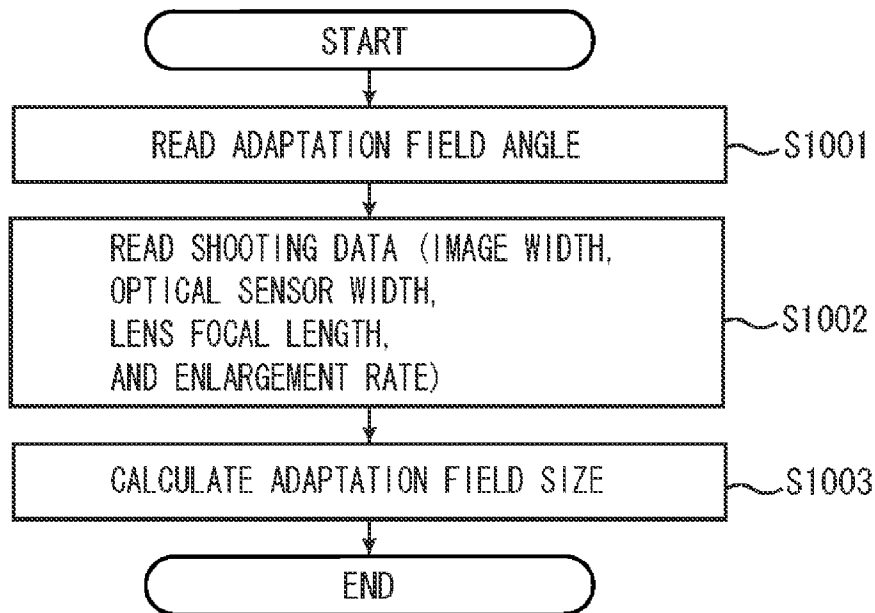 START
READ ADAPTATION FIELD ANGLE
S1001
READ SHOOTING DATA (IMAGE WIDTH,
OPTICAL SENSOR WIDTH,
LENS FOCAL LENGTH,
AND ENLARGEMENT RATE)
S1002
CALCULATE ADAPTATION FIELD SIZE
S1003
END